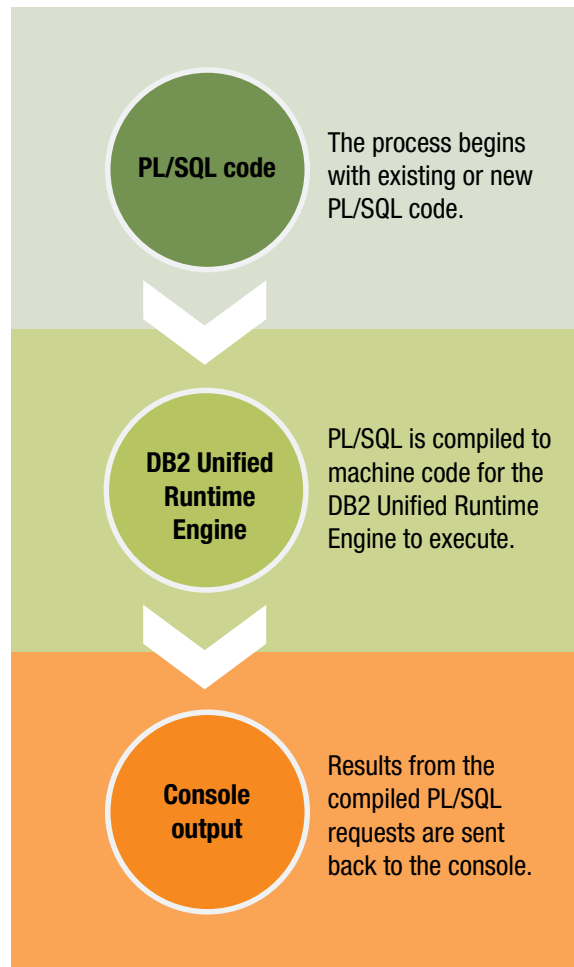 PL/SQL code
The process begins
with existing or new
PL/SQL code.
DB2 Unified
Runtime
Engine
PL/SQL is compiled to
machine code for the
DB2 Unified Runtime
Engine to execute.
Console
output
Results from the
compiled PL/SQL
requests are sent
back to the console.